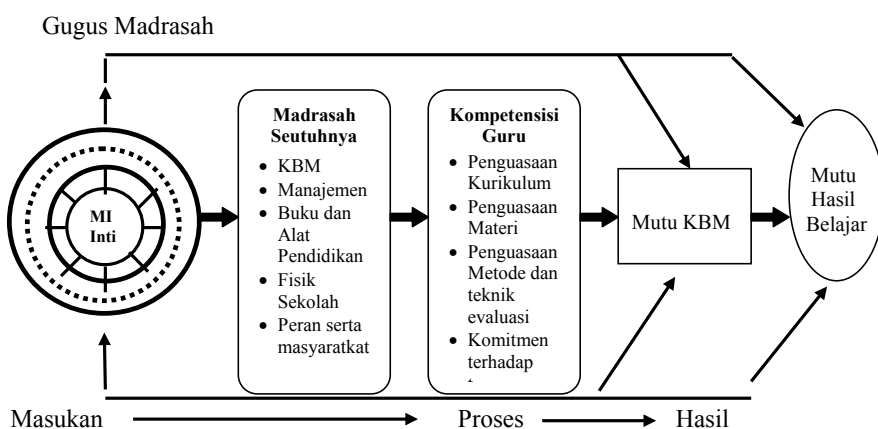 Gugus Madrasah
MI
Inti
Madrasah
Seutuhnya
• KBM
• Manajemen
• Buku dan
Alat
Pendidikan
• Fisik
Sekolah
• Peran serta
masyaratkat
Kompetensisi
Guru
• Penguasaan
Kurikulum
• Penguasaan
Materi
• Penguasaan
Metode dan
teknik
evaluasi
• Komitmen
terhadap
Mutu KBM
Mutu
Hasil
Belajar
Masukan
Proses
Hasil